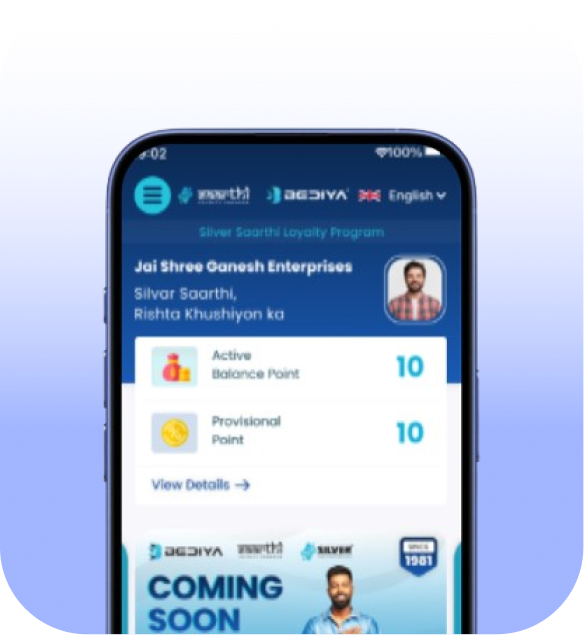 9:02 100%
saarthi BEDIYA English
Silver Saarthi Loyalty Program
Jai Shree Ganesh Enterprises
Silvar Saarthi,
Rishta Khushiyon ka
Active
Balance Point
10
Provisional
Point
10
View Details →
BEDIYA saarthi SILVER
SINCE
1981
COMING
SOON